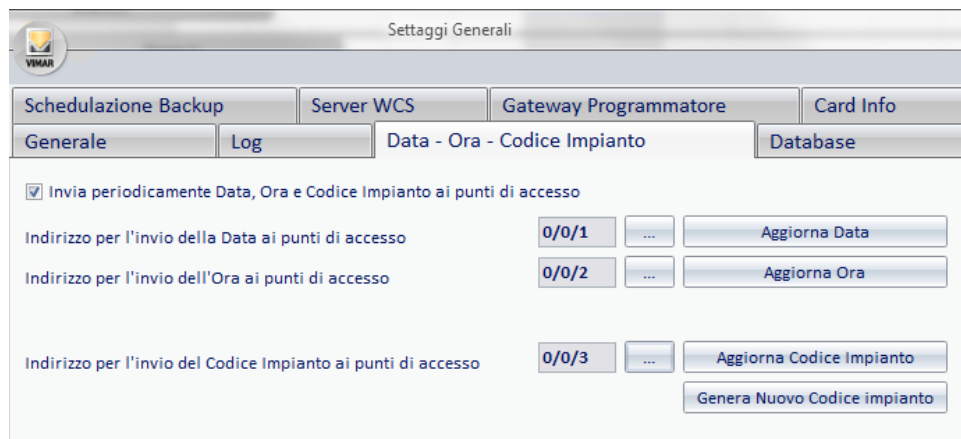 Settaggi Generali
VIMAR
Schedulazione Backup Server WCS Gateway Programmatore Card Info
Generale Log Data - Ora - Codice Impianto Database
Invia periodicamente Data, Ora e Codice Impianto ai punti di accesso
Indirizzo per l'invio della Data ai punti di accesso 0/0/1 ... Aggiorna Data
Indirizzo per l'invio dell'Ora ai punti di accesso 0/0/2 ... Aggiorna Ora
Indirizzo per l'invio del Codice Impianto ai punti di accesso 0/0/3 ... Aggiorna Codice Impianto
Genera Nuovo Codice impianto